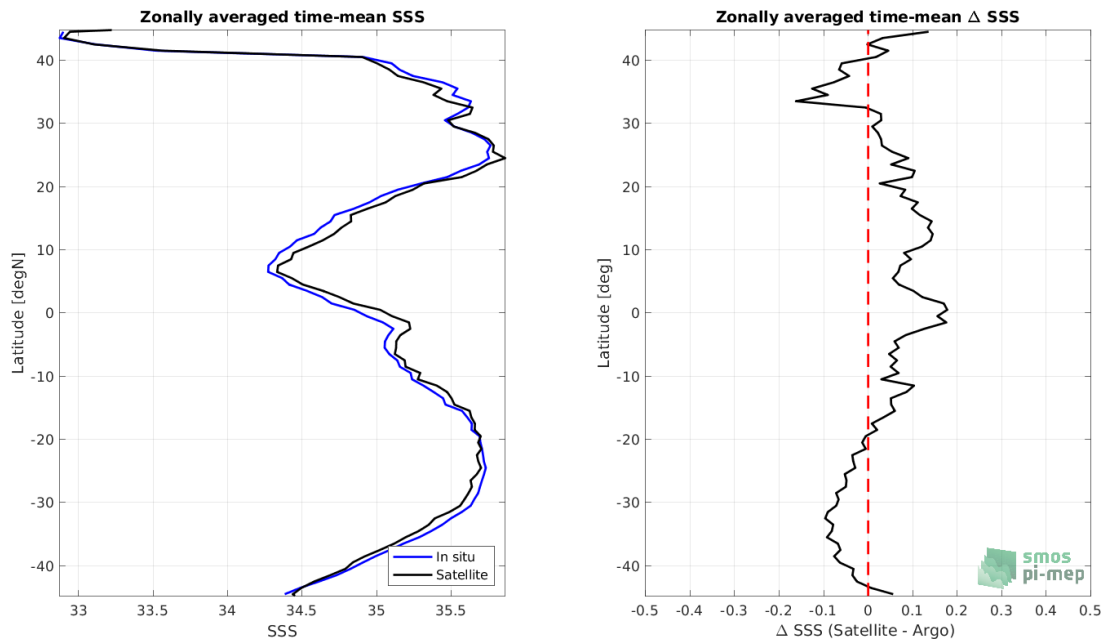 Zonally averaged time-mean SSS
40
30
20
10
0
-10
-20
-30
-40
Latitude [degN]
33 33.5 34 34.5 35 35.5
SSS
In situ
Satellite
Zonally averaged time-mean Δ SSS
40
30
20
10
0
-10
-20
-30
-40
Latitude [deg]
-0.5 -0.4 -0.3 -0.2 -0.1 0 0.1 0.2 0.3 0.4 0.5
Δ SSS (Satellite - Argo)
smos
pi-mep